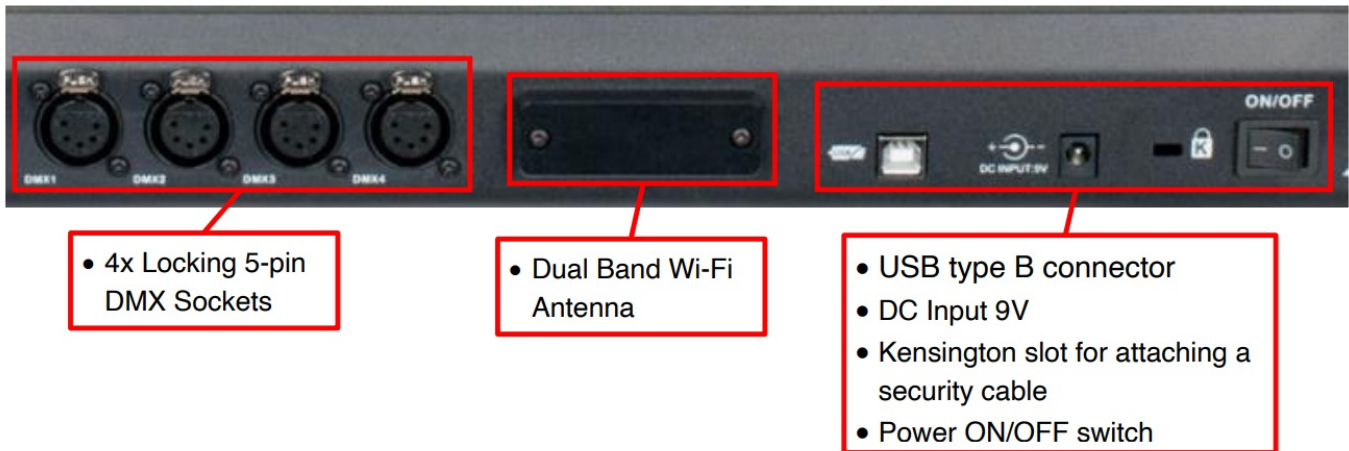 DMX1
DMX2
DMX3
DMX4
DC INPUT:9V
K
ON/OFF
• 4x Locking 5-pin
DMX Sockets
• Dual Band Wi-Fi
Antenna
• USB type B connector
• DC Input 9V
• Kensington slot for attaching a
security cable
• Power ON/OFF switch